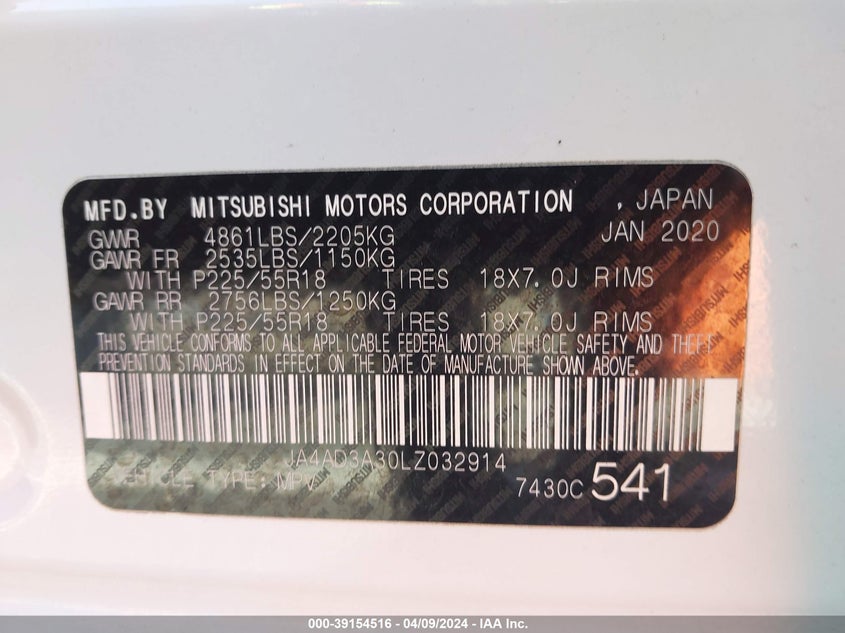 MFD.BY MITSUBISHI MOTORS CORPORATION , JAPAN
GVWR 4861LBS/2205KG JAN 2020
GAWR FR 2535LBS/1150KG
WITH P225/55R18 TIRES 18X7.0J RIMS
GAWR RR 2756LBS/1250KG
WITH P225/55R18 TIRES 18X7.0J RIMS
THIS VEHICLE CONFORMS TO ALL APPLICABLE FEDERAL MOTOR VEHICLE SAFETY AND THEFT
PREVENTION STANDARDS IN EFFECT ON THE DATE OF MANUFACTURE SHOWN ABOVE.
JA4AD3A30LZ032914
VEHICLE TYPE: MPV 7430C 541
000-39154516 - 04/09/2024 - IAA Inc.